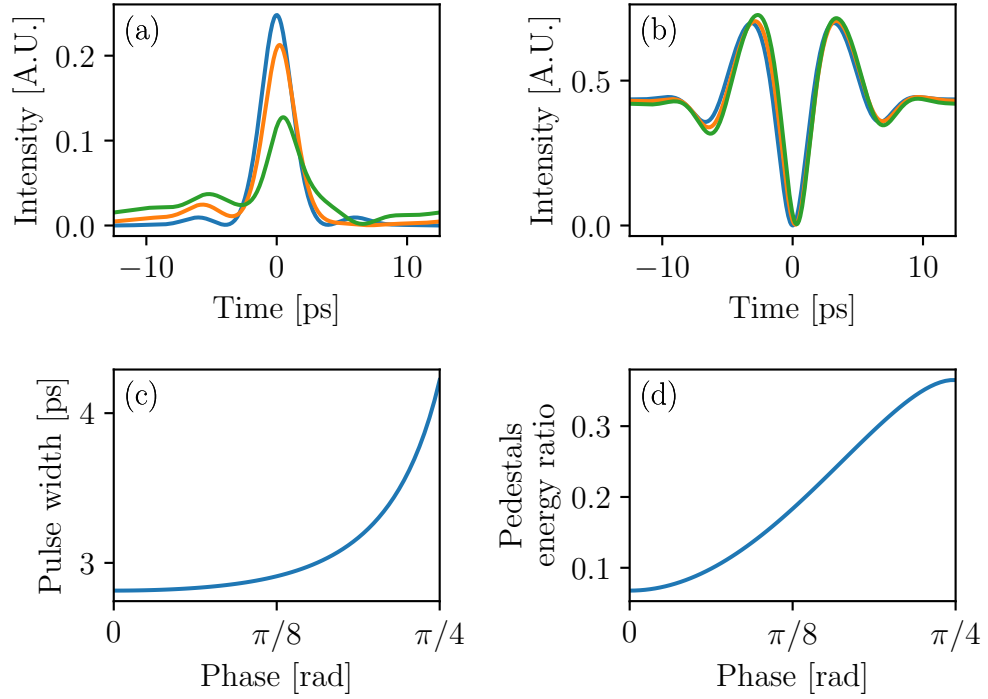 (a)
Intensity [A.U.]
0.2
0.1
0.0
−10 0 10
Time [ps]
(b)
Intensity [A.U.]
0.5
0.0
−10 0 10
Time [ps]
(c)
Pulse width [ps]
4
3
0 π/8 π/4
Phase [rad]
(d)
Pedestals
energy ratio
0.3
0.2
0.1
0 π/8 π/4
Phase [rad]